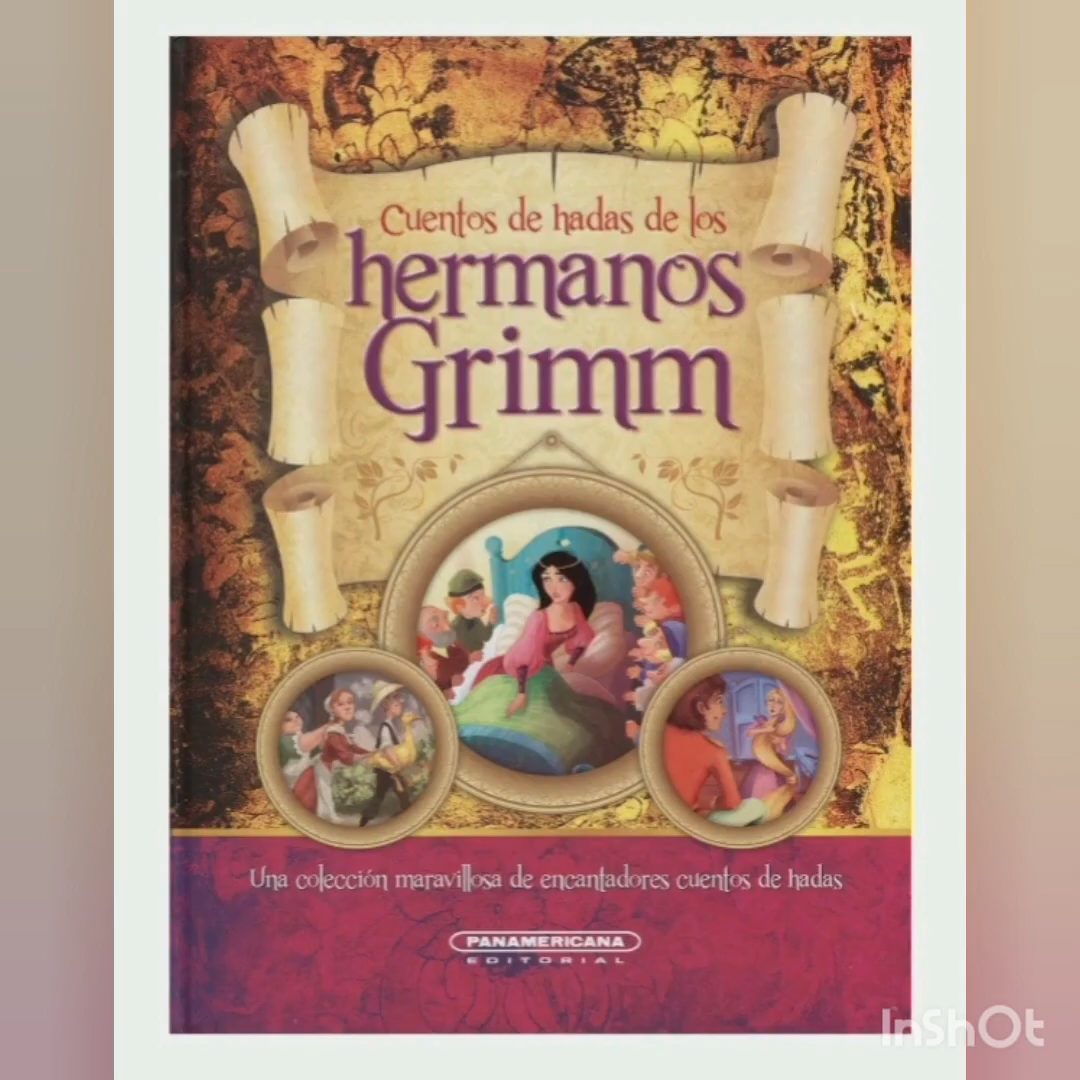 Cuentos de hadas de los
hermanos
Grimm
Una colección maravillosa de encantadores cuentos de hadas
PANAMERICANA
EDITORIAL
InShOt